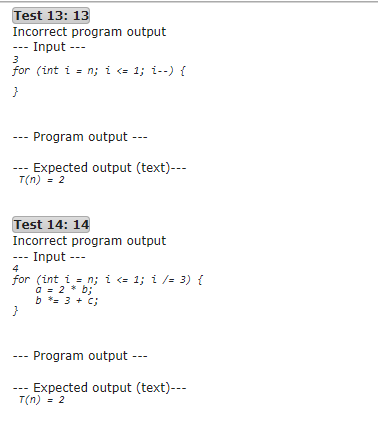 Test 13: 13
Incorrect program output
--- Input ---
3
for (int i = n; i <= 1; i--) {
}
--- Program output ---
--- Expected output (text)---
T(n) = 2
Test 14: 14
Incorrect program output
--- Input ---
4
for (int i = n; i <= 1; i /= 3) {
a = 2 * b;
b *= 3 + c;
}
--- Program output ---
--- Expected output (text)---
T(n) = 2